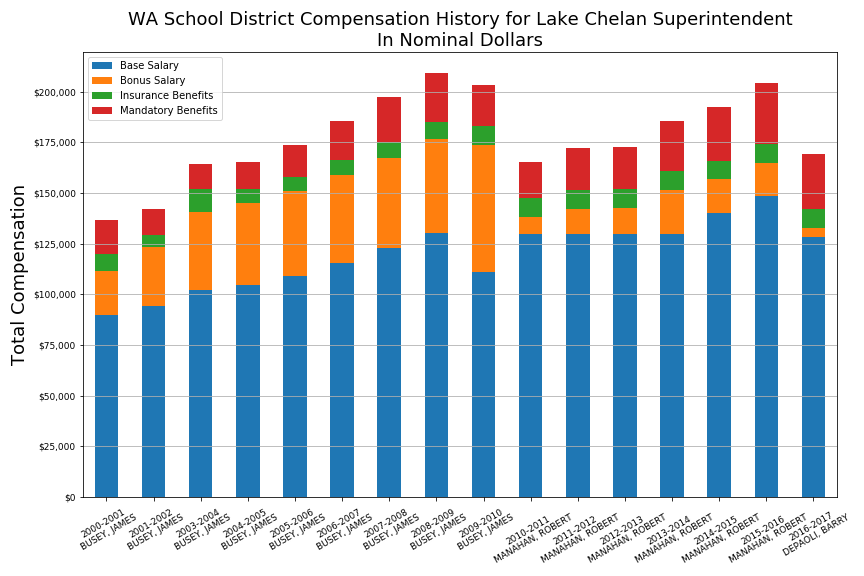 WA School District Compensation History for Lake Chelan Superintendent
In Nominal Dollars
Base Salary
Bonus Salary
Insurance Benefits
Mandatory Benefits
Total Compensation
$200,000
$175,000
$150,000
$125,000
$100,000
$75,000
$50,000
$25,000
$0
2000-2001
BUSEY, JAMES
2001-2002
BUSEY, JAMES
2003-2004
BUSEY, JAMES
2004-2005
BUSEY, JAMES
2005-2006
BUSEY, JAMES
2006-2007
BUSEY, JAMES
2007-2008
BUSEY, JAMES
2008-2009
BUSEY, JAMES
2009-2010
BUSEY, JAMES
2010-2011
MANAHAN, ROBERT
2011-2012
MANAHAN, ROBERT
2012-2013
MANAHAN, ROBERT
2013-2014
MANAHAN, ROBERT
2014-2015
MANAHAN, ROBERT
2015-2016
MANAHAN, ROBERT
2016-2017
DEPAOLI, BARRY